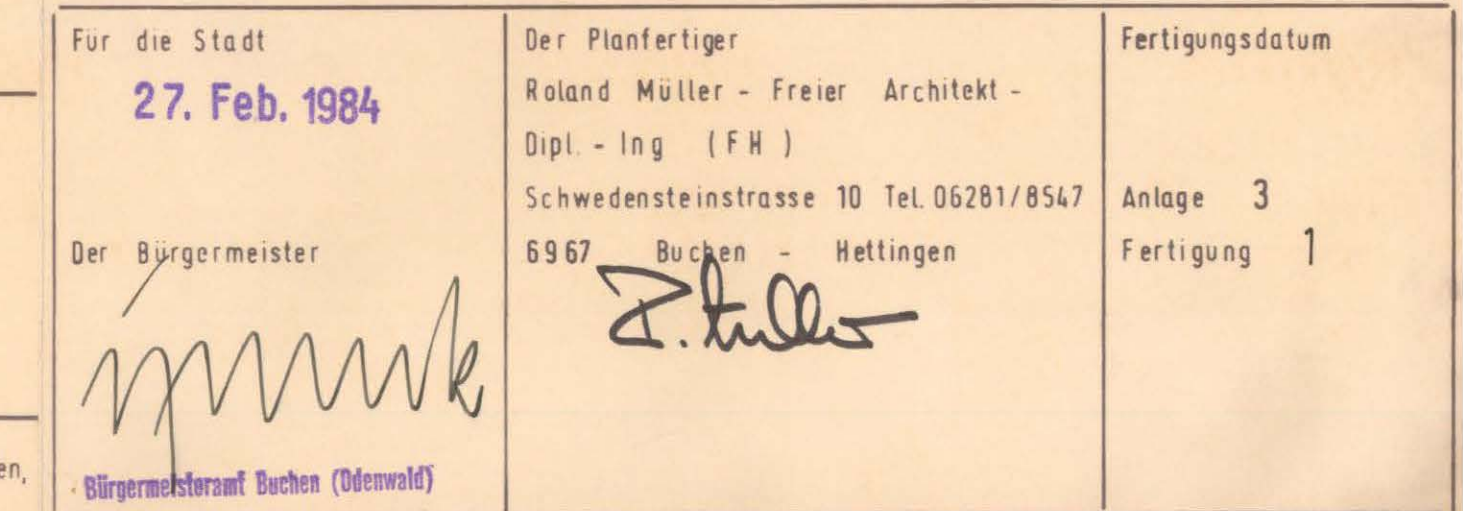 Für die Stadt
27. Feb. 1984
Der Bürgermeister
Bürgermeisteramt Buchen (Odenwald)
Der Planfertiger
Roland Müller - Freier Architekt -
Dipl. - Ing (FH)
Schwedensteinstrasse 10 Tel. 06281/8547
6967 Buchen - Hettingen
Fertigungsdatum
Anlage 3
Fertigung 1
en,